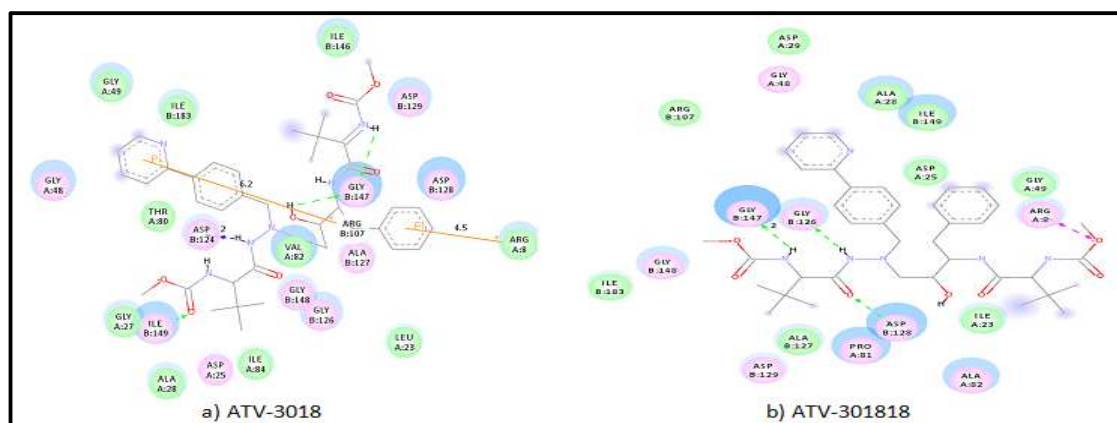 ILE
B:146
GLY
A:49
ILE
B:183
ASP
B:129
GLY
A:48
THR
A:80
6.2
GLY
B:147
ASP
B:128
ASP
B:124
2
VAL
A:82
ARG
B:107
ALA
B:127
4.5
ARG
A:8
GLY
A:27
ILE
B:149
GLY
B:148
GLY
B:126
LEU
A:23
ALA
A:28
ASP
A:25
ILE
A:84
a) ATV-3018
ASP
A:29
GLY
A:48
ARG
B:107
ALA
A:28
ILE
B:149
ASP
A:25
GLY
A:49
GLY
B:147
GLY
B:126
2
ILE
B:183
GLY
B:148
ALA
B:127
ASP
B:128
PRO
A:81
ILE
A:23
ASP
B:129
ALA
A:82
b) ATV-301818